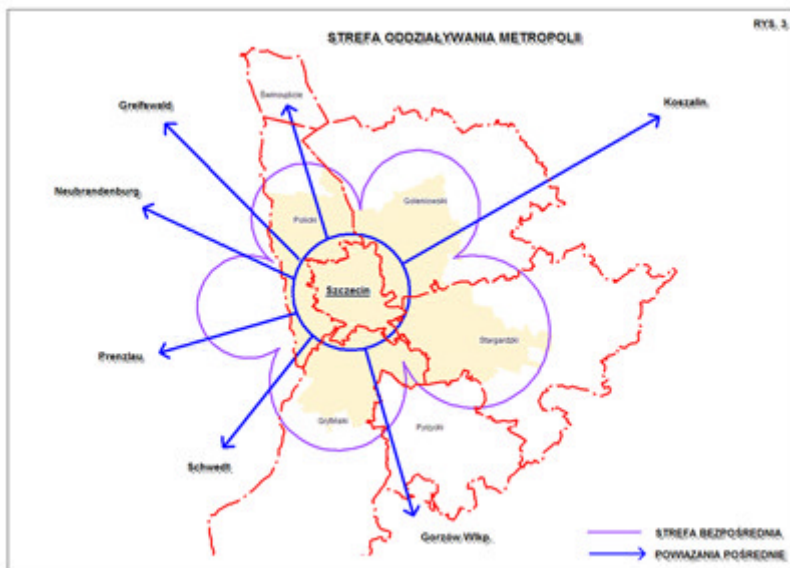 RYS. 3
STREFA ODDZIAŁYWANIA METROPOLII
Świnoujście
Greifswald
Koszalin
Neubrandenburg
Policki
Goleniowski
Szczecin
Prenzlau
Stargardzki
Gryfiński
Pyrzycki
Schwedt
Gorzów Wlkp.
STREFA BEZPOŚREDNIA
POWIĄZANIA POŚREDNIE